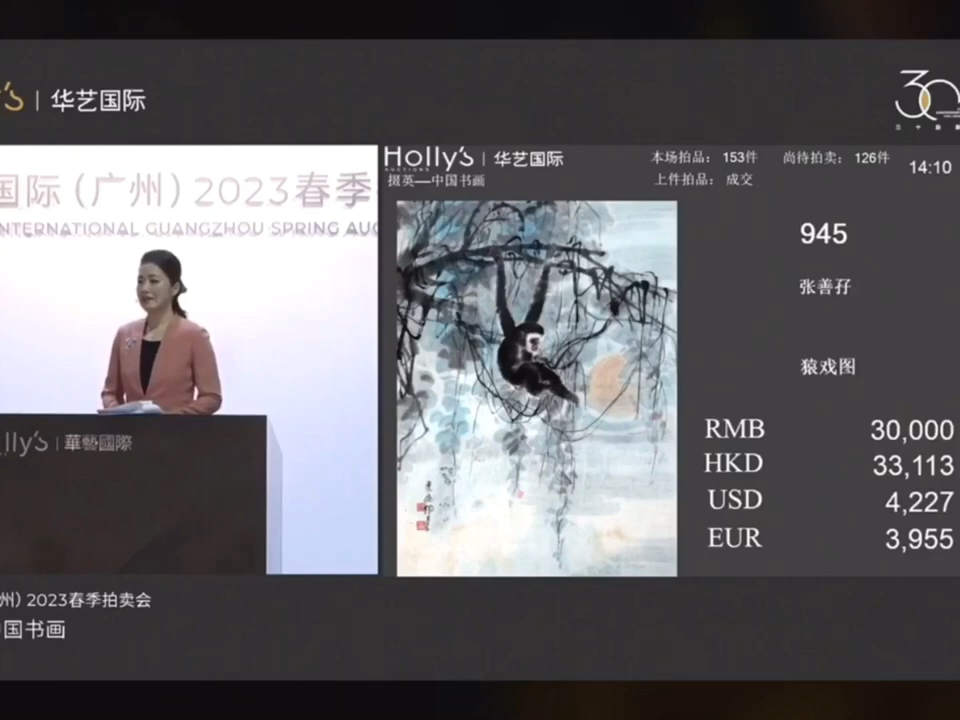 's | 华艺国际
30
国际（广州）2023春季
INTERNATIONAL GUANGZHOU SPRING AUC
lly's | 華藝國際
Holly's | 华艺国际
AUCTIONS
撷英—中国书画
本场拍品： 153件 尚待拍卖： 126件
上件拍品： 成交
14:10
945
张善孖
猿戏图
RMB 30,000
HKD 33,113
USD 4,227
EUR 3,955
州）2023春季拍卖会
中国书画